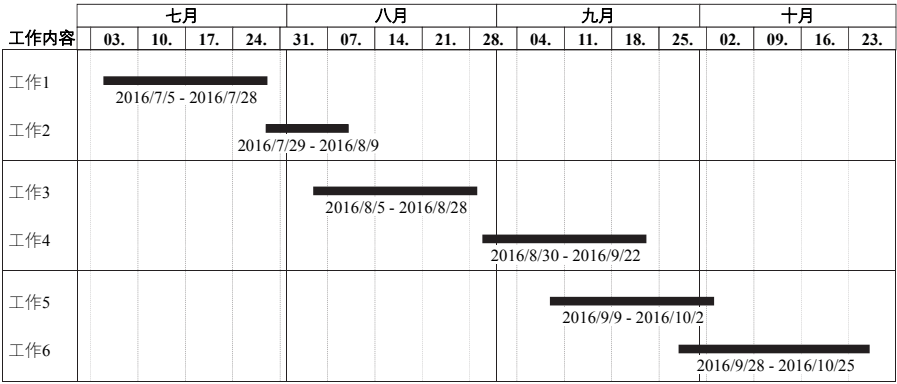 七月 八月 九月 十月
工作内容 03. 10. 17. 24. 31. 07. 14. 21. 28. 04. 11. 18. 25. 02. 09. 16. 23.
工作1
2016/7/5 - 2016/7/28
工作2
2016/7/29 - 2016/8/9
工作3
2016/8/5 - 2016/8/28
工作4
2016/8/30 - 2016/9/22
工作5
2016/9/9 - 2016/10/2
工作6
2016/9/28 - 2016/10/25